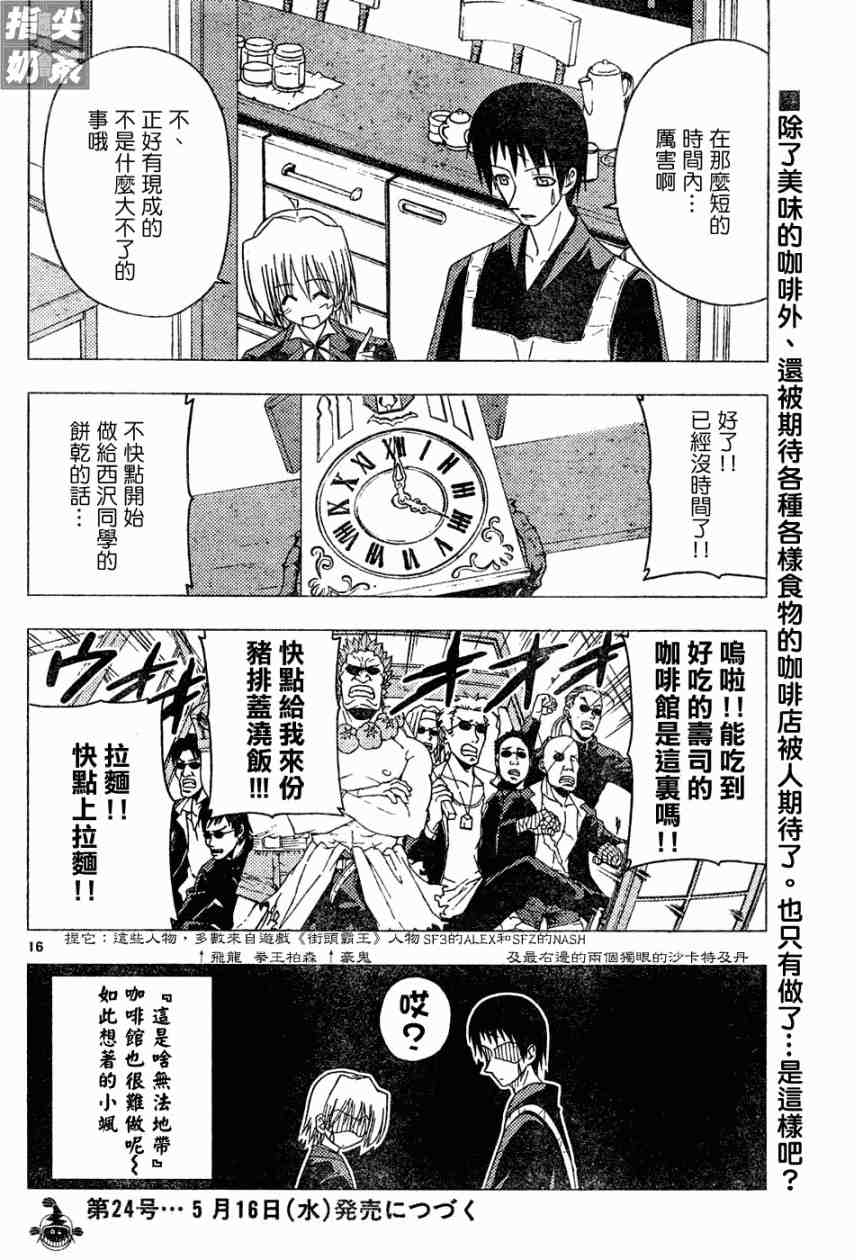 指尖
奶茶
在那麼短的
時間內…
厲害啊
不、
正好有現成的
不是什麼大不了的
事哦
好了!!
已經沒時間了!!
不快點開始
做給西沢同學的
餅乾的話…
嗚啦!!能吃到
好吃的壽司的
咖啡館是這裏嗎!!
快點給我來份
豬排蓋澆飯!!!
拉麵!!
快點上拉麵!!
ウォォォ
16
捏它：這些人物，多數來自遊戲《街頭霸王》人物SF3的ALEX和SFZ的NASH
↑飛龍 拳王柏森 ↑豪鬼 及最右邊的兩個獨眼的沙卡特及丹
哎？
『這是啥無法地帶』
咖啡館也很難做呢～
如此想著的小颯
除了美味的咖啡外、還被期待各種各樣食物的咖啡店被人期待了。也只有做了…是這樣吧？
第24号…5月16日(水)発売につづく